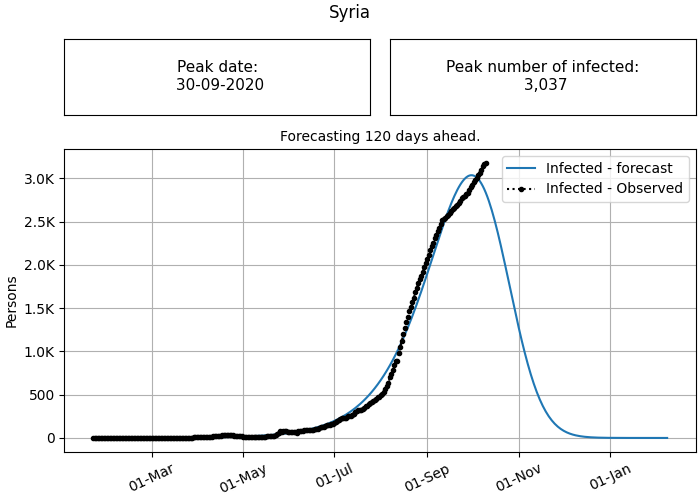 Syria
Peak date:
30-09-2020
Peak number of infected:
3,037
Forecasting 120 days ahead.
Infected - forecast
Infected - Observed
Persons
3.0K
2.5K
2.0K
1.5K
1.0K
500
0
01-Mar
01-May
01-Jul
01-Sep
01-Nov
01-Jan